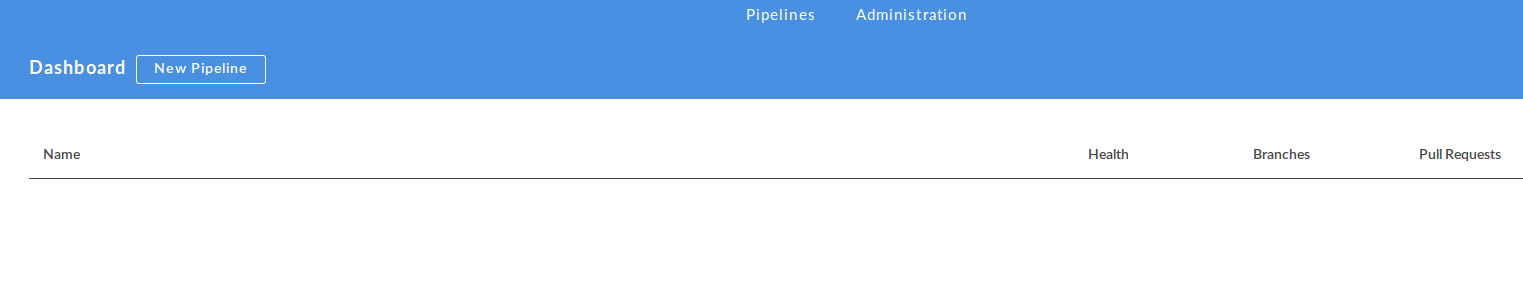 Pipelines Administration
Dashboard New Pipeline
Name Health Branches Pull Requests